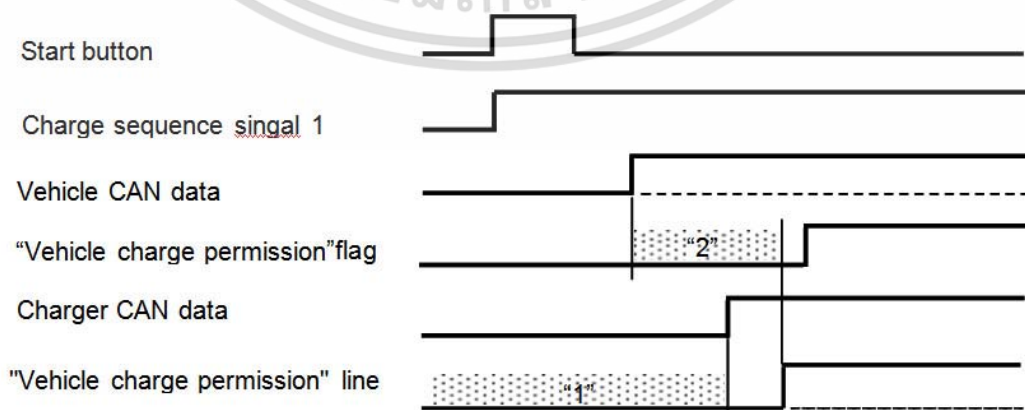 Start button
Charge sequence singal 1
Vehicle CAN data
“Vehicle charge permission”flag
“2”
Charger CAN data
"Vehicle charge permission" line
“1”